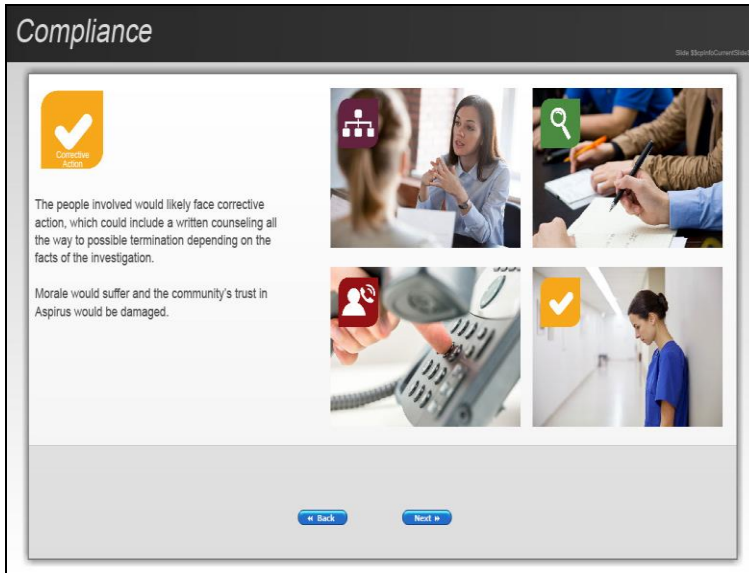 Compliance
Slide $$cpInfoCurrentSlide
Corrective
Action
The people involved would likely face corrective
action, which could include a written counseling all
the way to possible termination depending on the
facts of the investigation.
Morale would suffer and the community's trust in
Aspirus would be damaged.
« Back
Next »